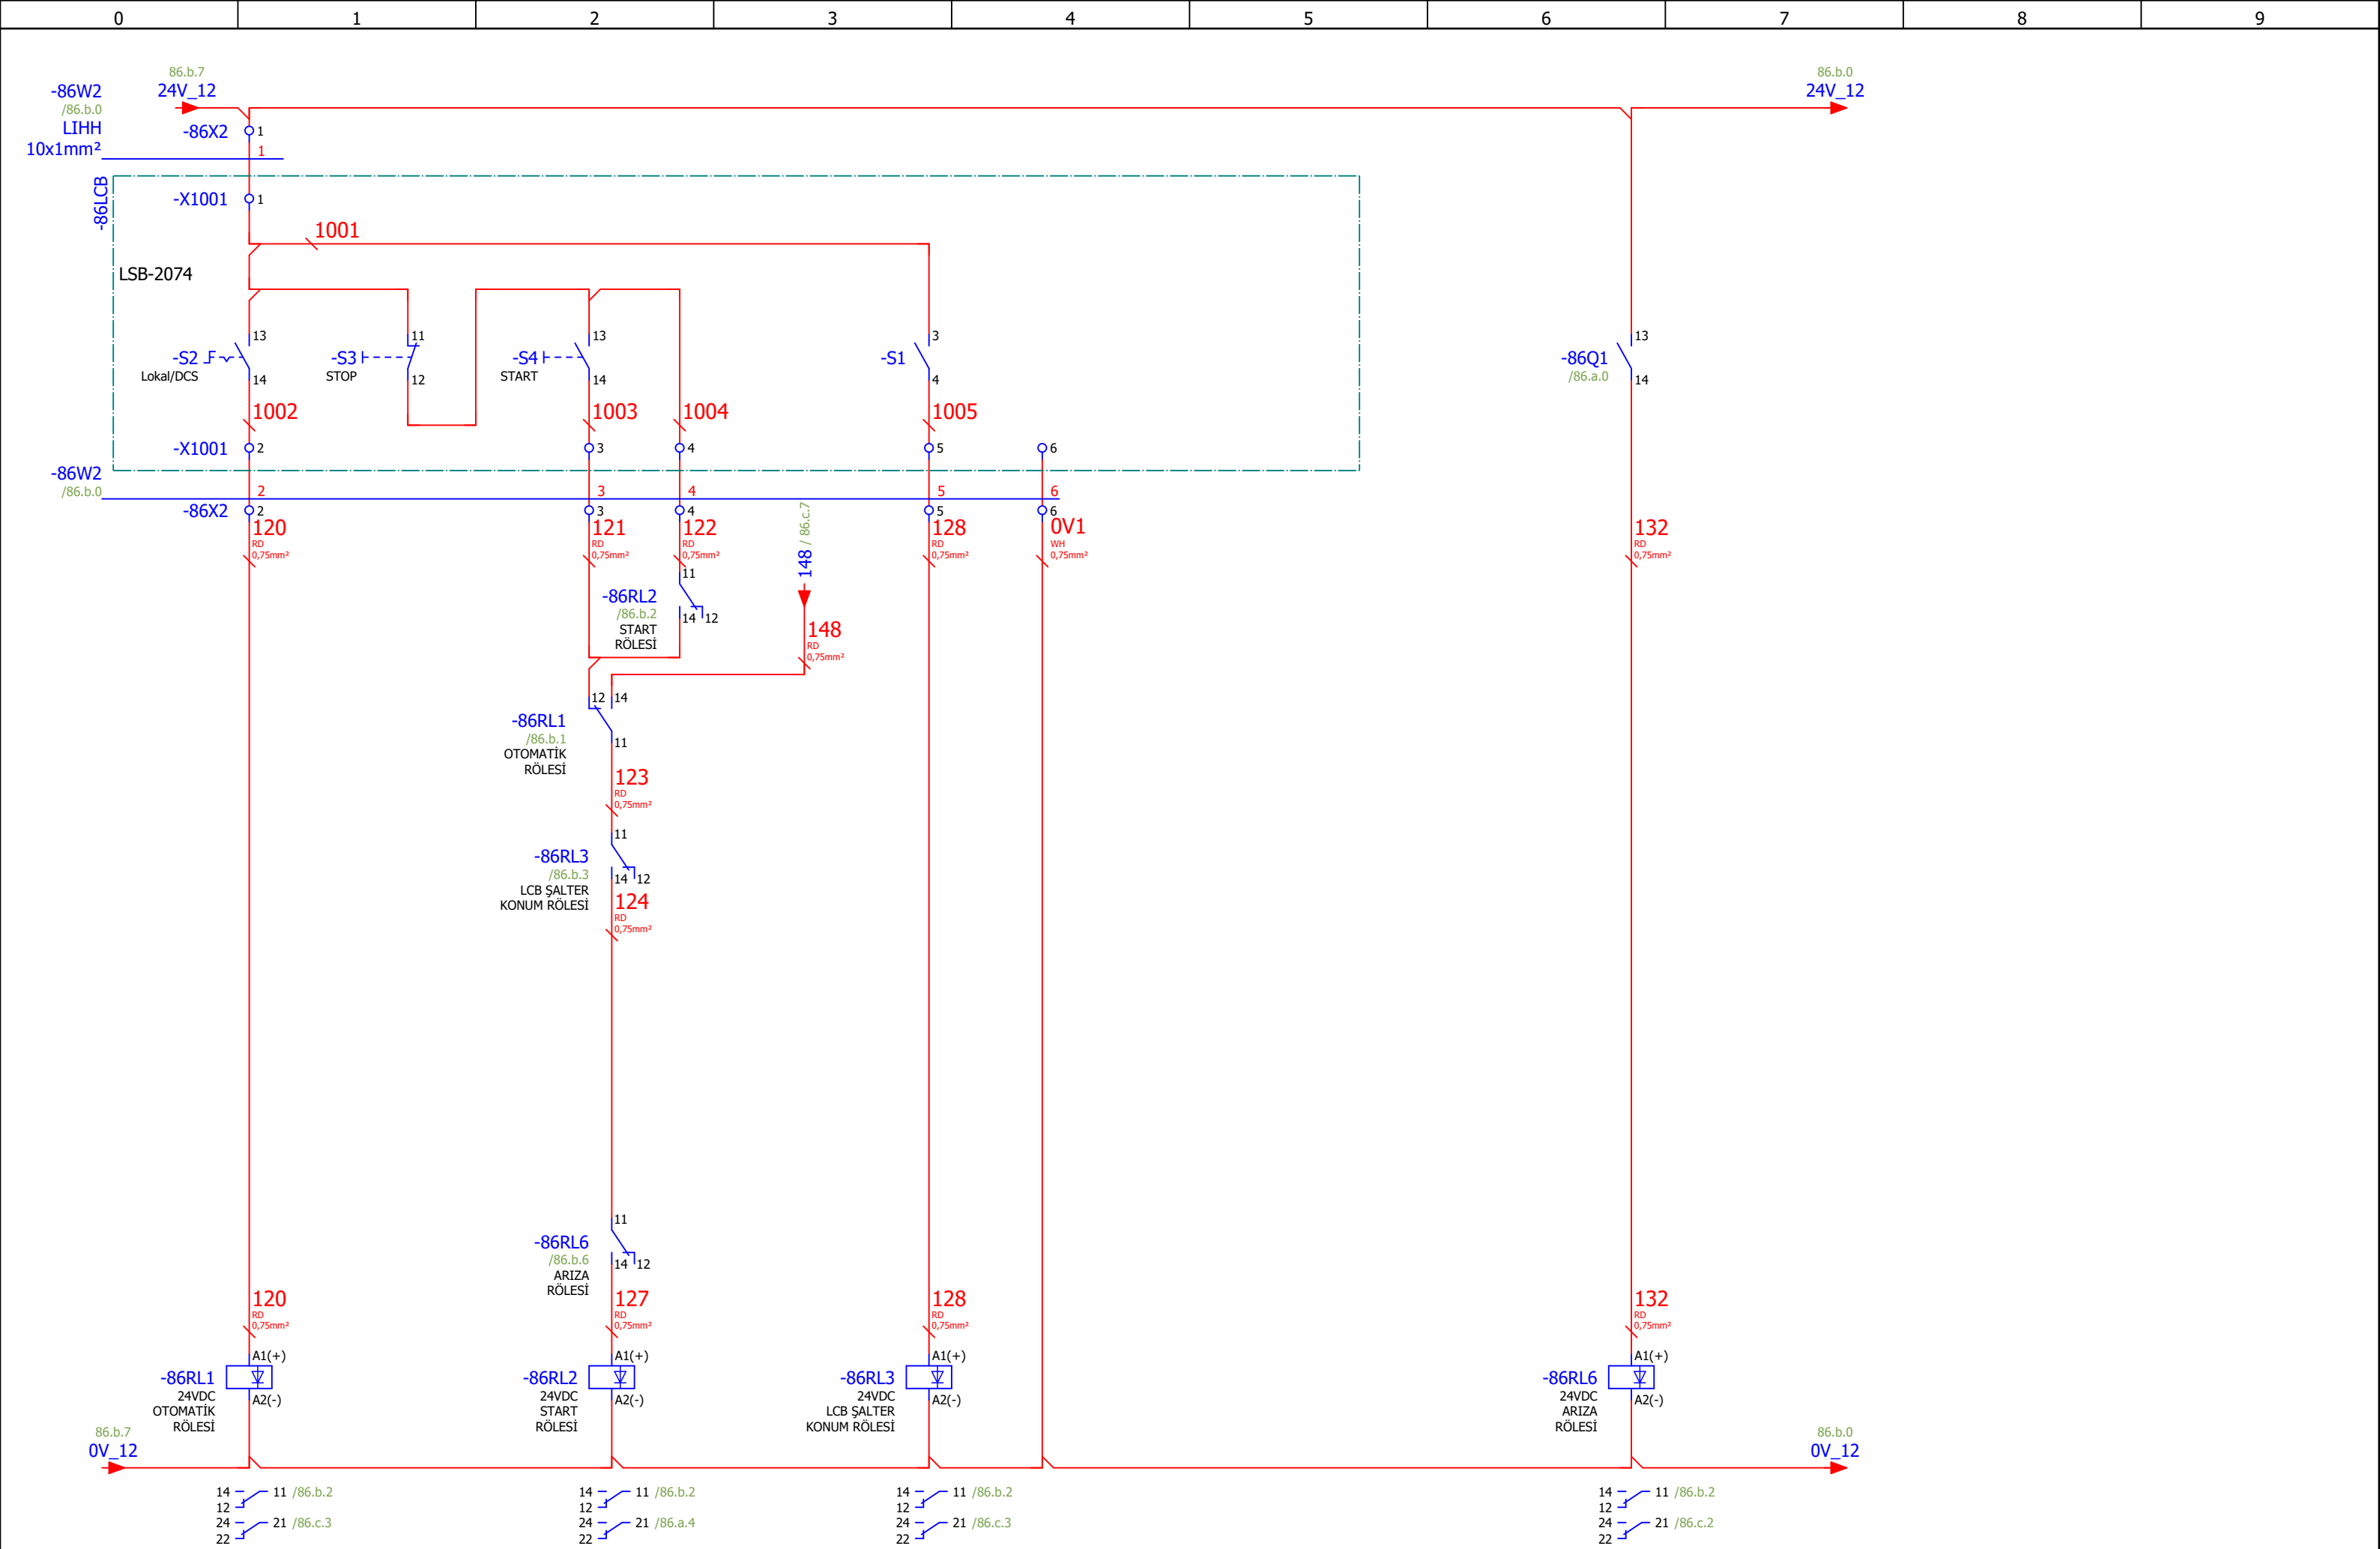 0 1 2 3 4 5 6 7 8 9
86.b.7
24V_12
86.b.0
24V_12
-86W2
/86.b.0
LIHH
10x1mm²
-86X2 1
1
-86LCB
-X1001 1
1001
LSB-2074
13
-S2
Lokal/DCS
14
11
-S3
STOP
12
13
-S4
START
14
3
-S1
4
13
-86Q1
/86.a.0
14
1002
1003
1004
1005
-X1001 2 3 4 5 6
-86W2
/86.b.0
2 3 4 5 6
-86X2 2 3 4 5 6
120
RD
0,75mm²
121
RD
0,75mm²
122
RD
0,75mm²
148 / 86.c.7
128
RD
0,75mm²
0V1
WH
0,75mm²
132
RD
0,75mm²
11
-86RL2
/86.b.2
START
RÖLESİ
14 12
148
RD
0,75mm²
12 14
-86RL1
/86.b.1
OTOMATİK
RÖLESİ
11
123
RD
0,75mm²
11
-86RL3
/86.b.3
LCB ŞALTER
KONUM RÖLESİ
14 12
124
RD
0,75mm²
11
-86RL6
/86.b.6
ARIZA
RÖLESİ
14 12
120
RD
0,75mm²
127
RD
0,75mm²
128
RD
0,75mm²
132
RD
0,75mm²
A1(+)
-86RL1
24VDC
OTOMATİK
RÖLESİ
A2(-)
A1(+)
-86RL2
24VDC
START
RÖLESİ
A2(-)
A1(+)
-86RL3
24VDC
LCB ŞALTER
KONUM RÖLESİ
A2(-)
A1(+)
-86RL6
24VDC
ARIZA
RÖLESİ
A2(-)
86.b.7
0V_12
86.b.0
0V_12
14 11 /86.b.2
12
24 21 /86.c.3
22
14 11 /86.b.2
12
24 21 /86.a.4
22
14 11 /86.b.2
12
24 21 /86.c.3
22
14 11 /86.b.2
12
24 21 /86.c.2
22